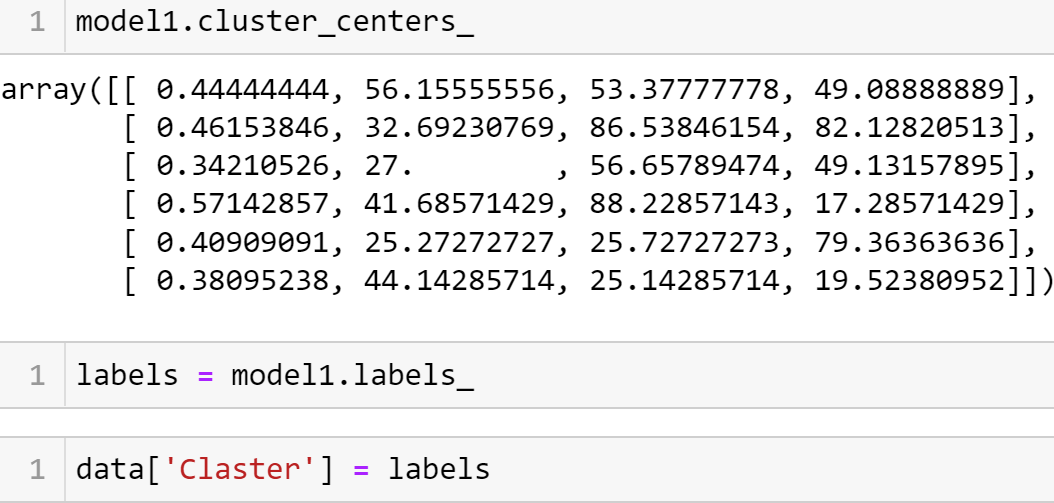 1 model1.cluster_centers_
array([[ 0.44444444, 56.15555556, 53.37777778, 49.08888889],
[ 0.46153846, 32.69230769, 86.53846154, 82.12820513],
[ 0.34210526, 27.        , 56.65789474, 49.13157895],
[ 0.57142857, 41.68571429, 88.22857143, 17.28571429],
[ 0.40909091, 25.27272727, 25.72727273, 79.36363636],
[ 0.38095238, 44.14285714, 25.14285714, 19.52380952]])
1 labels = model1.labels_
1 data['Claster'] = labels